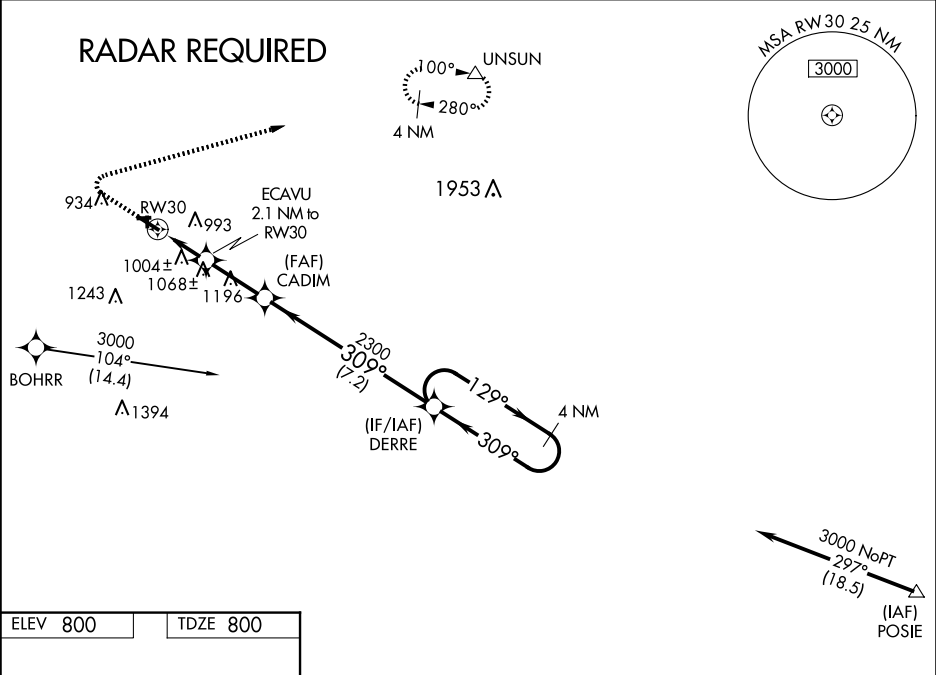 RADAR REQUIRED
MSA RW30 25 NM
3000
100°
UNSUN
280°
4 NM
1953
934
RW30
993
ECAVU
2.1 NM to
RW30
1004±
1068±
1196
(FAF)
CADIM
1243
3000
104°
(14.4)
BOHRR
1394
2300
309°
(7.2)
129°
4 NM
309°
(IF/IAF)
DERRE
3000 NoPT
297°
(18.5)
(IAF)
POSIE
ELEV 800
TDZE 800